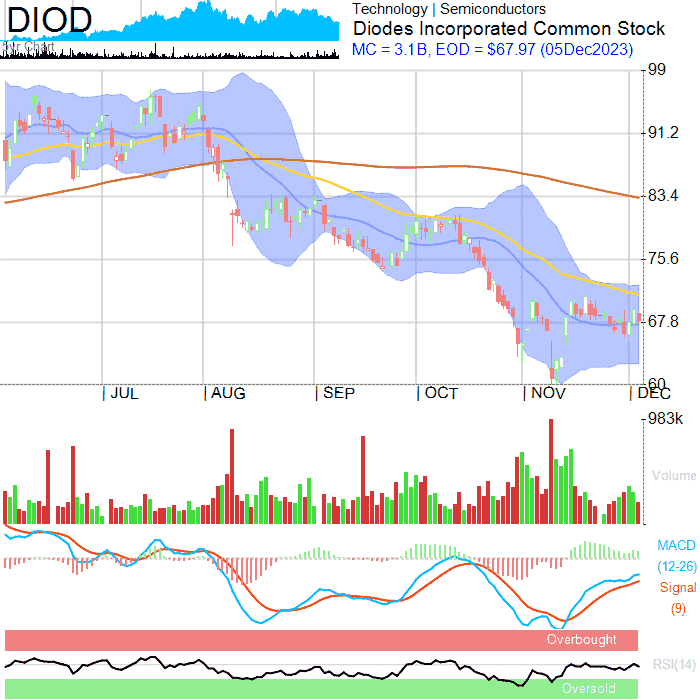 DIOD
5yr Chart
Technology | Semiconductors
Diodes Incorporated Common Stock
MC = 3.1B, EOD = $67.97 (05Dec2023)
99
91.2
83.4
75.6
67.8
60
| JUL | AUG | SEP | OCT | NOV | DEC
983k
Volume
MACD
(12-26)
Signal
(9)
Overbought
RSI(14)
Oversold